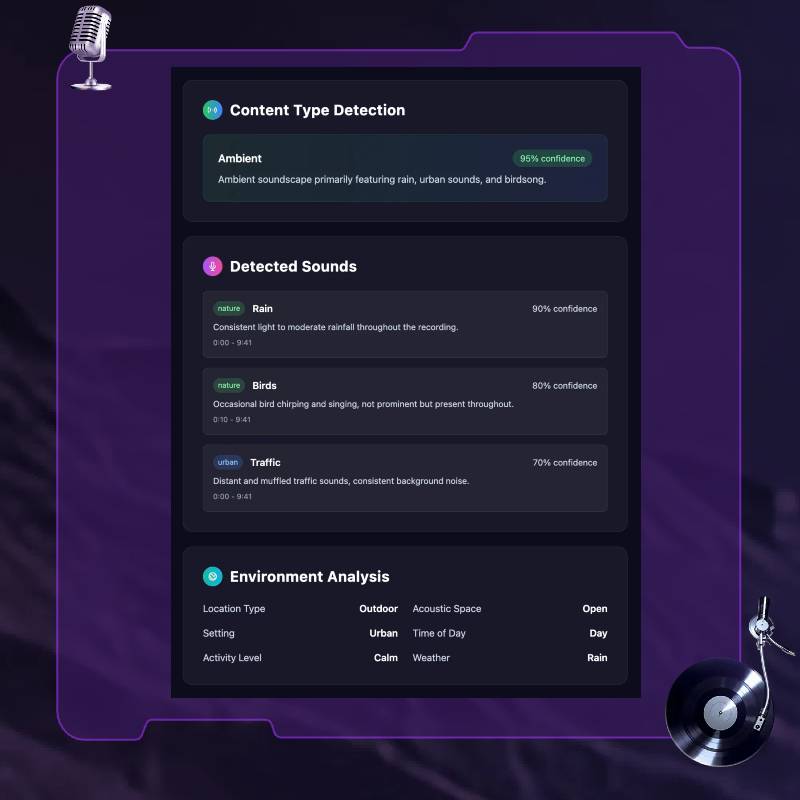 Content Type Detection
Ambient 95% confidence
Ambient soundscape primarily featuring rain, urban sounds, and birdsong.
Detected Sounds
nature Rain 90% confidence
Consistent light to moderate rainfall throughout the recording.
0:00 - 9:41
nature Birds 80% confidence
Occasional bird chirping and singing, not prominent but present throughout.
0:10 - 9:41
urban Traffic 70% confidence
Distant and muffled traffic sounds, consistent background noise.
0:00 - 9:41
Environment Analysis
Location Type Outdoor Acoustic Space Open
Setting Urban Time of Day Day
Activity Level Calm Weather Rain